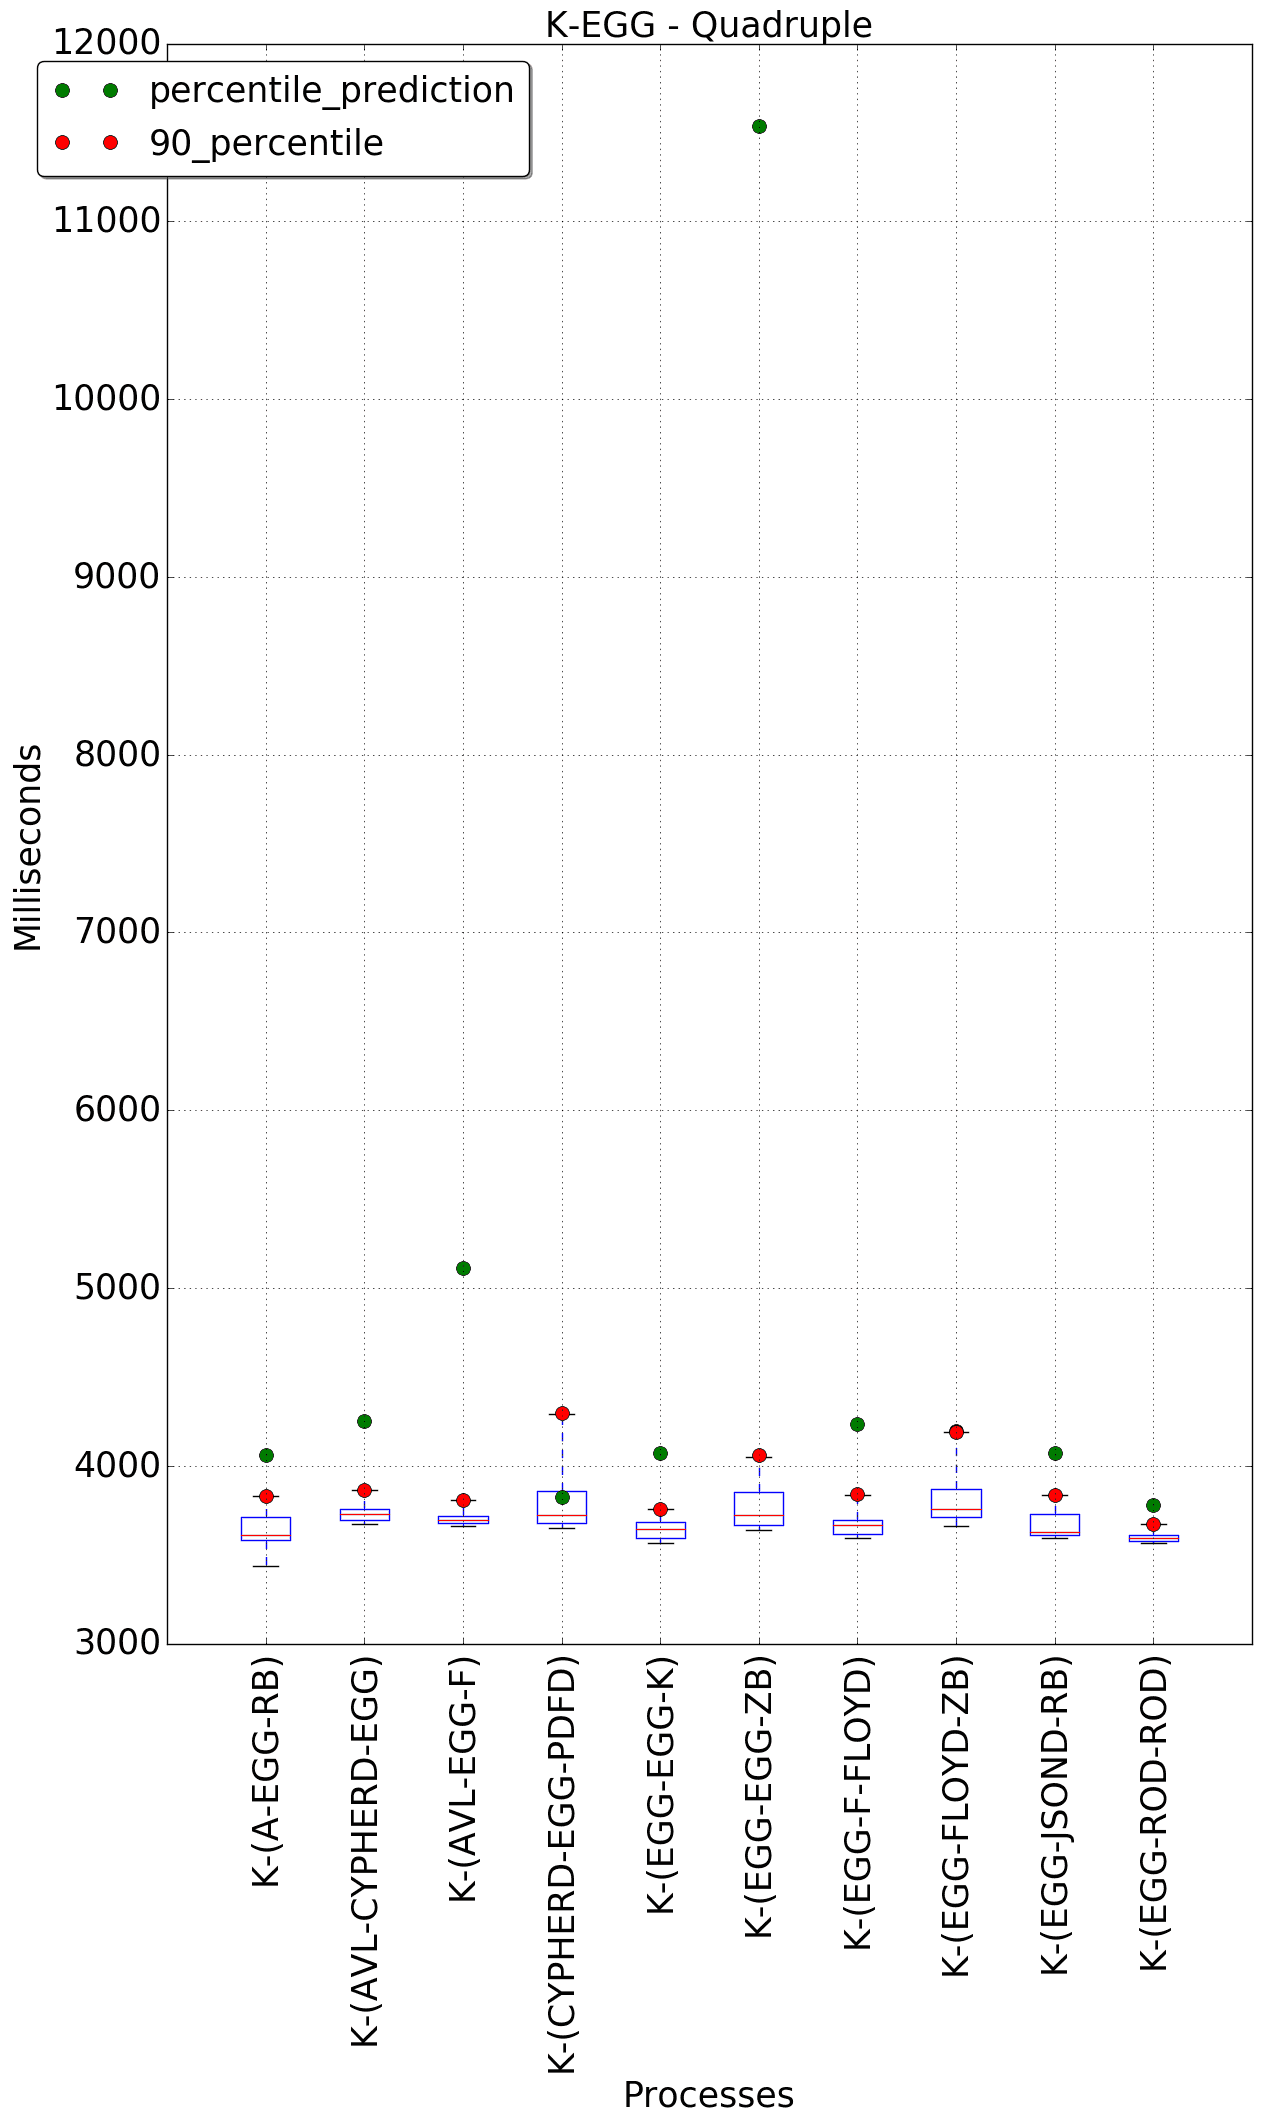 K-EGG - Quadruple
percentile_prediction
90_percentile
12000
11000
10000
9000
8000
7000
6000
5000
4000
3000
Milliseconds
K-(A-EGG-RB)
K-(AVL-CYPHERD-EGG)
K-(AVL-EGG-F)
K-(CYPHERD-EGG-PDFD)
K-(EGG-EGG-K)
K-(EGG-EGG-ZB)
K-(EGG-F-FLOYD)
K-(EGG-FLOYD-ZB)
K-(EGG-JSOND-RB)
K-(EGG-ROD-ROD)
Processes